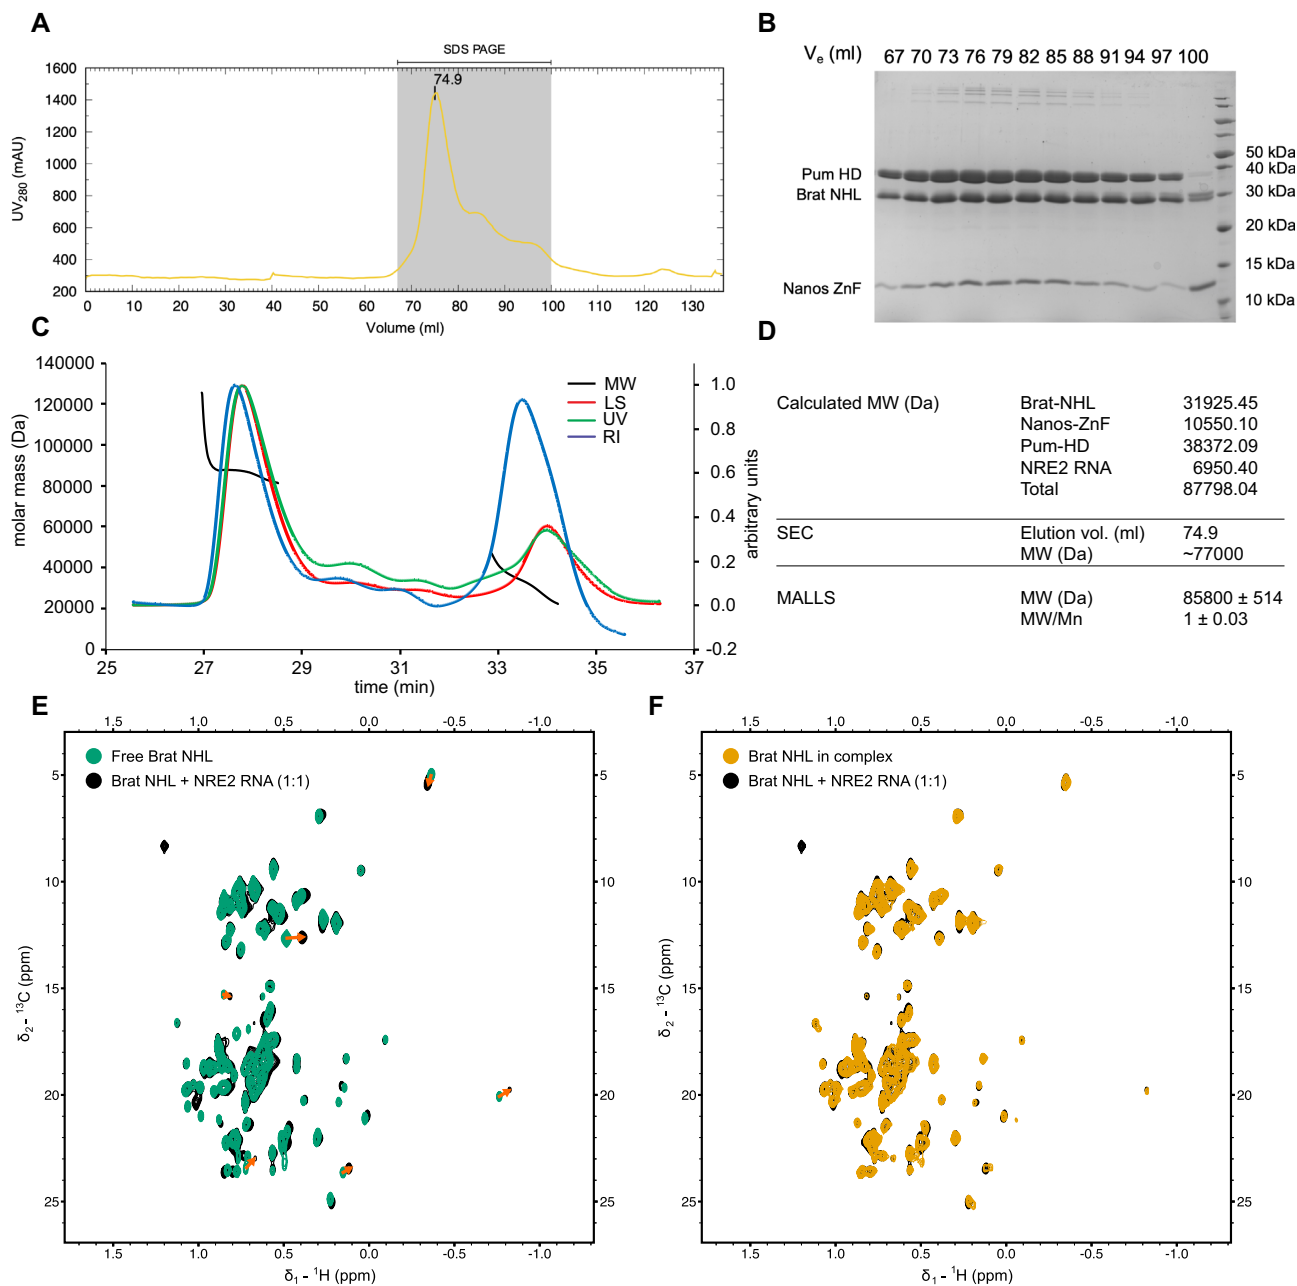 A
SDS PAGE
74.9
1600
1400
1200
1000
800
600
400
200
UV280 (mAU)
0 10 20 30 40 50 60 70 80 90 100 110 120 130
Volume (ml)
B
Ve (ml) 67 70 73 76 79 82 85 88 91 94 97 100
50 kDa
40 kDa
30 kDa
20 kDa
15 kDa
10 kDa
Pum HD
Brat NHL
Nanos ZnF
C
140000
120000
100000
80000
60000
40000
20000
0
molar mass (Da)
MW
LS
UV
RI
1.0
0.8
0.6
0.4
0.2
0.0
-0.2
arbitrary units
25 27 29 31 33 35 37
time (min)
D
Calculated MW (Da) Brat-NHL 31925.45
Nanos-ZnF 10550.10
Pum-HD 38372.09
NRE2 RNA 6950.40
Total 87798.04
SEC Elution vol. (ml) 74.9
MW (Da) ~77000
MALLS MW (Da) 85800 ± 514
MW/Mn 1 ± 0.03
E
1.5 1.0 0.5 0.0 -0.5 -1.0
Free Brat NHL
Brat NHL + NRE2 RNA (1:1)
5
10
15
20
25
δ2 - 13C (ppm)
5
10
15
20
25
1.5 1.0 0.5 0.0 -0.5 -1.0
δ1 - 1H (ppm)
F
1.5 1.0 0.5 0.0 -0.5 -1.0
Brat NHL in complex
Brat NHL + NRE2 RNA (1:1)
5
10
15
20
25
δ2 - 13C (ppm)
5
10
15
20
25
1.5 1.0 0.5 0.0 -0.5 -1.0
δ1 - 1H (ppm)